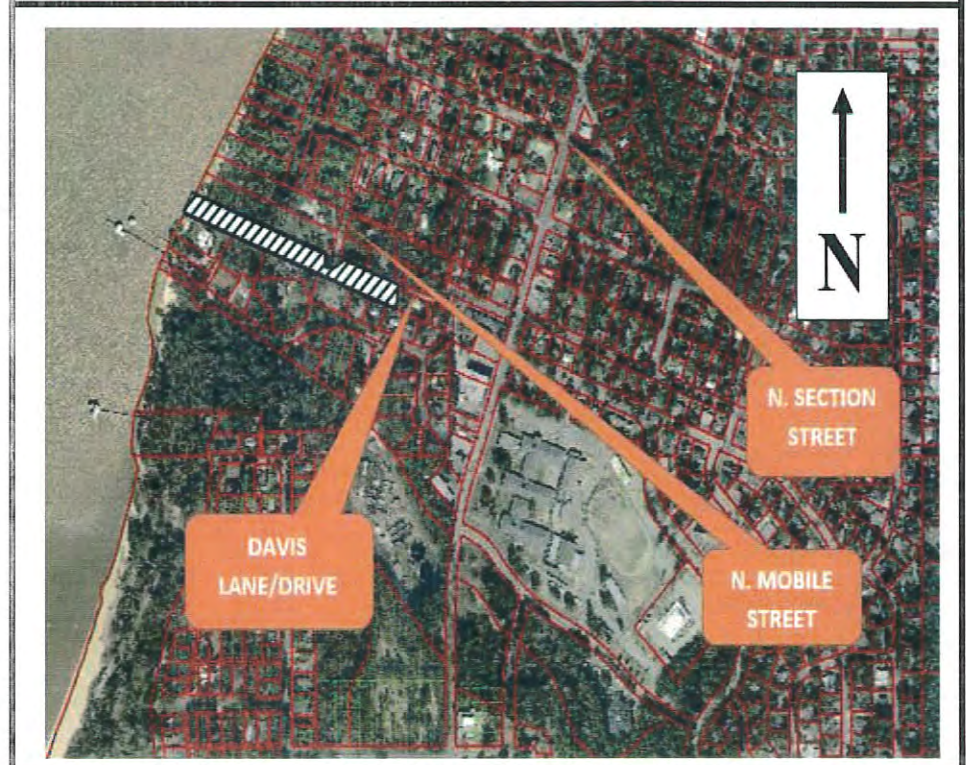 N
N. SECTION
STREET
DAVIS
LANE/DRIVE
N. MOBILE
STREET